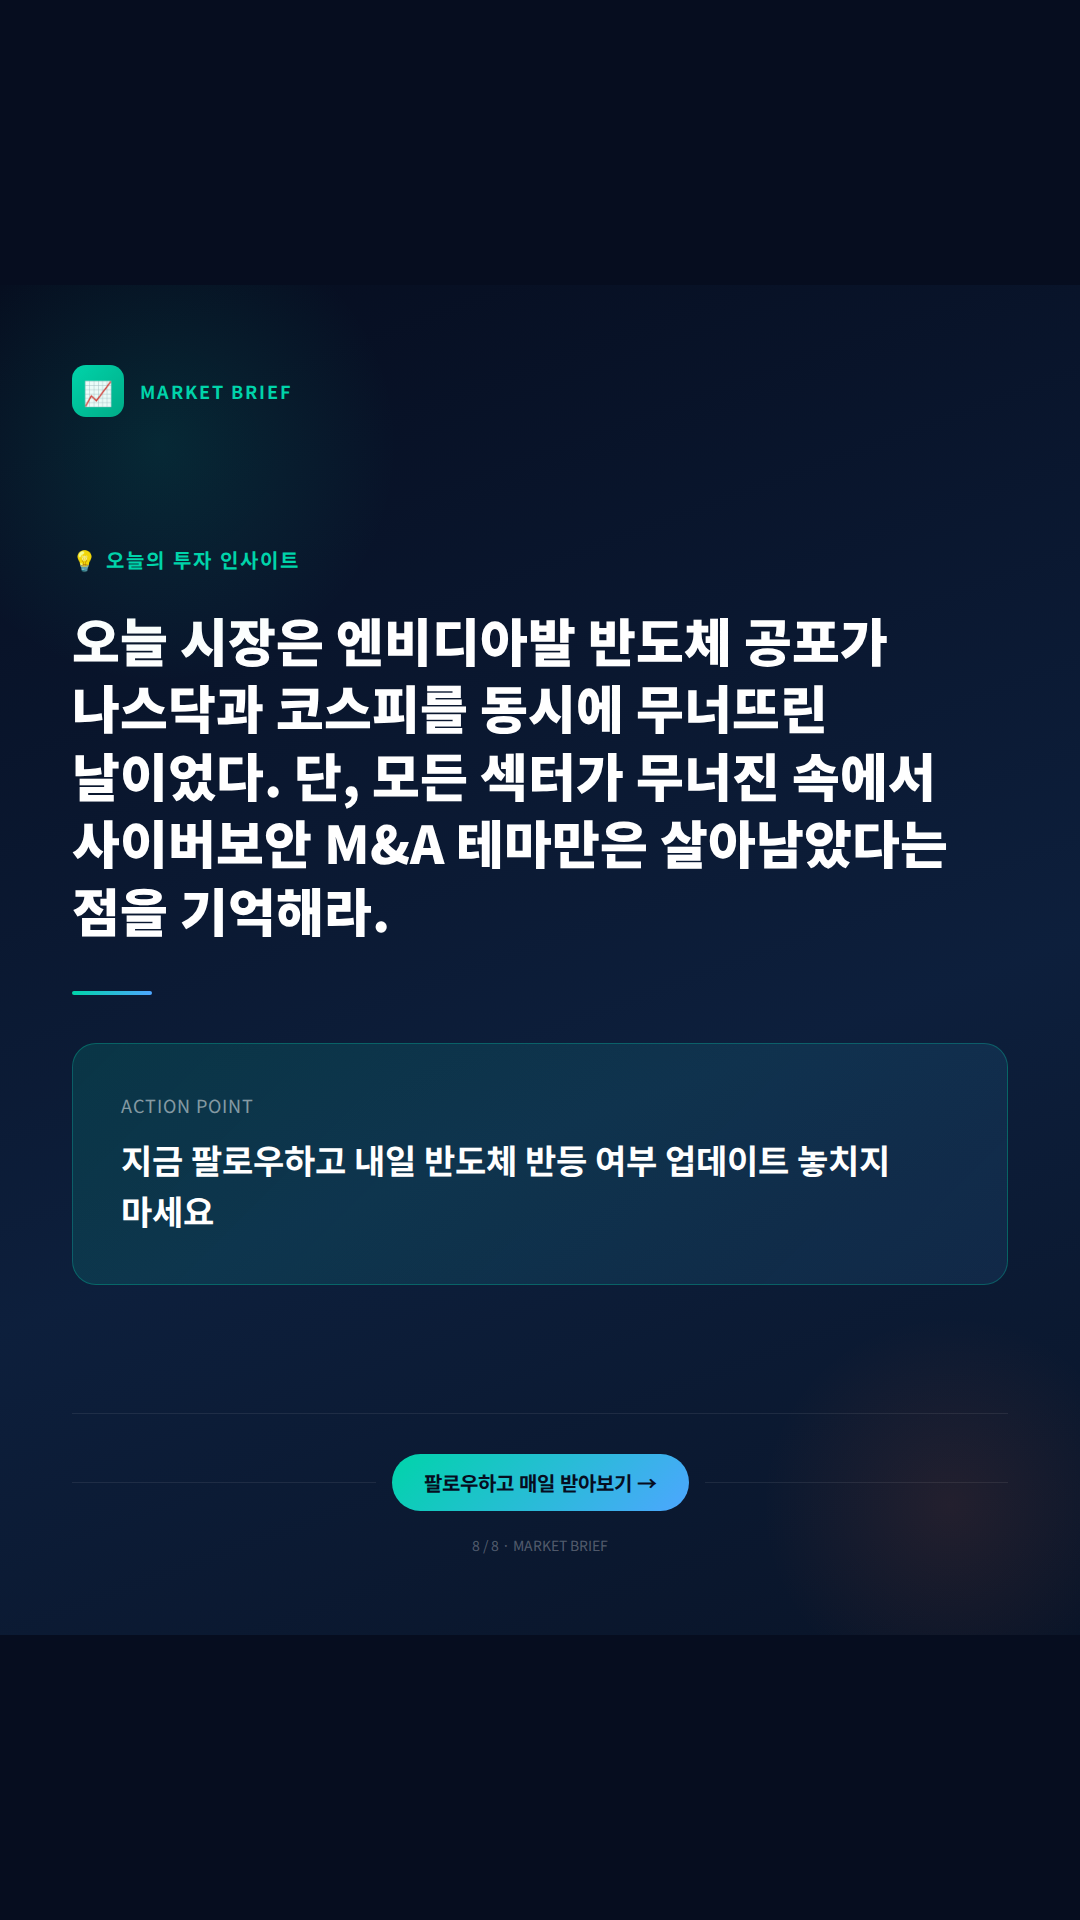 MARKET BRIEF
💡 오늘의 투자 인사이트
오늘 시장은 엔비디아발 반도체 공포가
나스닥과 코스피를 동시에 무너뜨린
날이었다. 단, 모든 섹터가 무너진 속에서
사이버보안 M&A 테마만은 살아남았다는
점을 기억해라.
ACTION POINT
지금 팔로우하고 내일 반도체 반등 여부 업데이트 놓치지
마세요
팔로우하고 매일 받아보기 →
8 / 8 · MARKET BRIEF